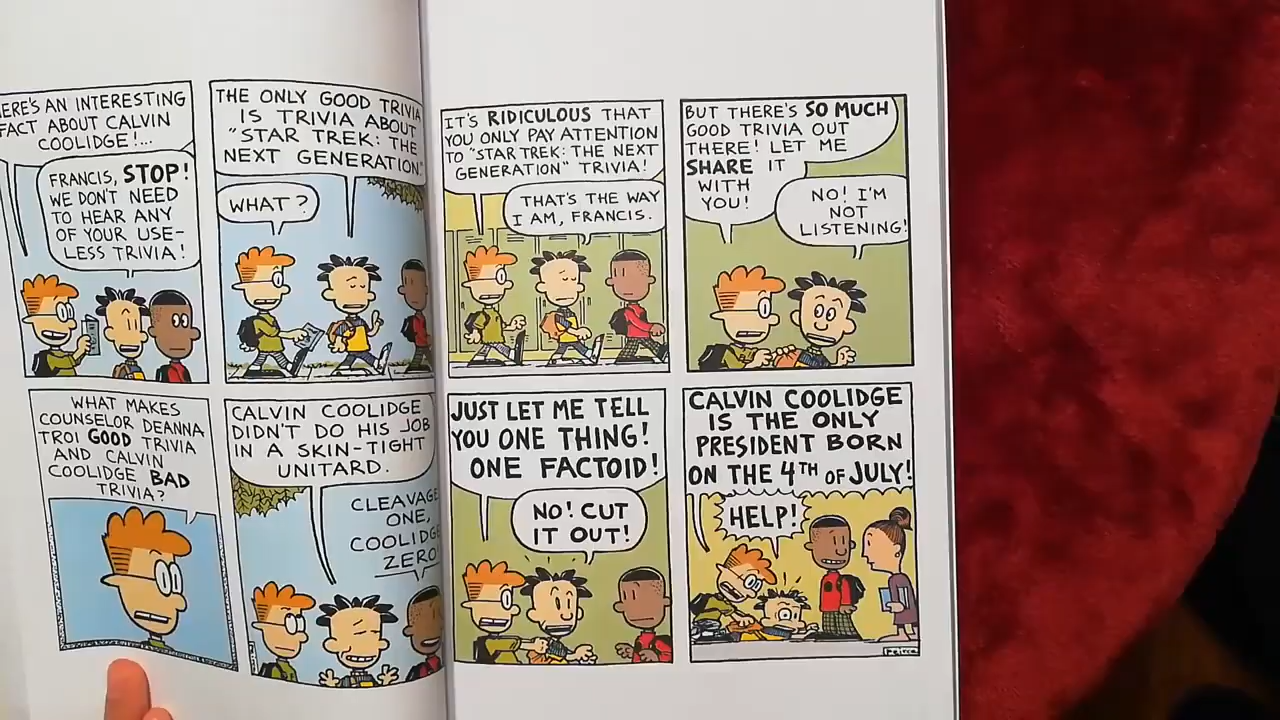 ERE'S AN INTERESTING
FACT ABOUT CALVIN
COOLIDGE!...
FRANCIS, STOP!
WE DON'T NEED
TO HEAR ANY
OF YOUR USE-
LESS TRIVIA!
THE ONLY GOOD TRIVIA
IS TRIVIA ABOUT
"STAR TREK: THE
NEXT GENERATION."
WHAT?
WHAT MAKES
COUNSELOR DEANNA
TROI GOOD TRIVIA
AND CALVIN
COOLIDGE BAD
TRIVIA?
CALVIN COOLIDGE
DIDN'T DO HIS JOB
IN A SKIN-TIGHT
UNITARD.
CLEAVAGE
ONE,
COOLIDGE
ZERO!
IT'S RIDICULOUS THAT
YOU ONLY PAY ATTENTION
TO "STAR TREK: THE NEXT
GENERATION" TRIVIA!
THAT'S THE WAY
I AM, FRANCIS.
BUT THERE'S SO MUCH
GOOD TRIVIA OUT
THERE! LET ME
SHARE IT
WITH
YOU!
NO! I'M
NOT
LISTENING!
JUST LET ME TELL
YOU ONE THING!
ONE FACTOID!
NO! CUT
IT OUT!
CALVIN COOLIDGE
IS THE ONLY
PRESIDENT BORN
ON THE 4TH OF JULY!
HELP!
Peirce